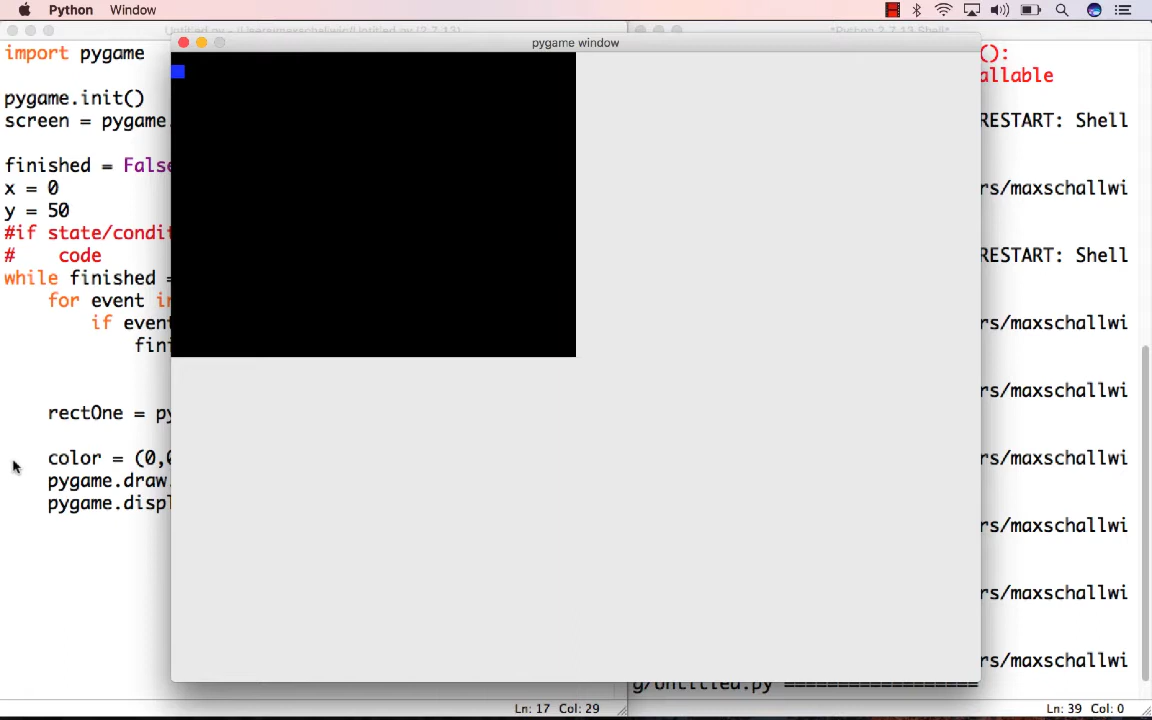 Python Window
pygame window
import pygame
pygame.init()
screen = pygame.
finished = False
x = 0
y = 50
#if state/condit
# code
while finished =
for event in
if event
fini
rectOne = py
color = (0,0
pygame.draw.
pygame.displ
Ln: 17 Col: 29
():
allable
RESTART: Shell
rs/maxschallwi
RESTART: Shell
rs/maxschallwi
rs/maxschallwi
rs/maxschallwi
rs/maxschallwi
rs/maxschallwi
rs/maxschallwi
g/Untitled.py ==================
Ln: 39 Col: 0